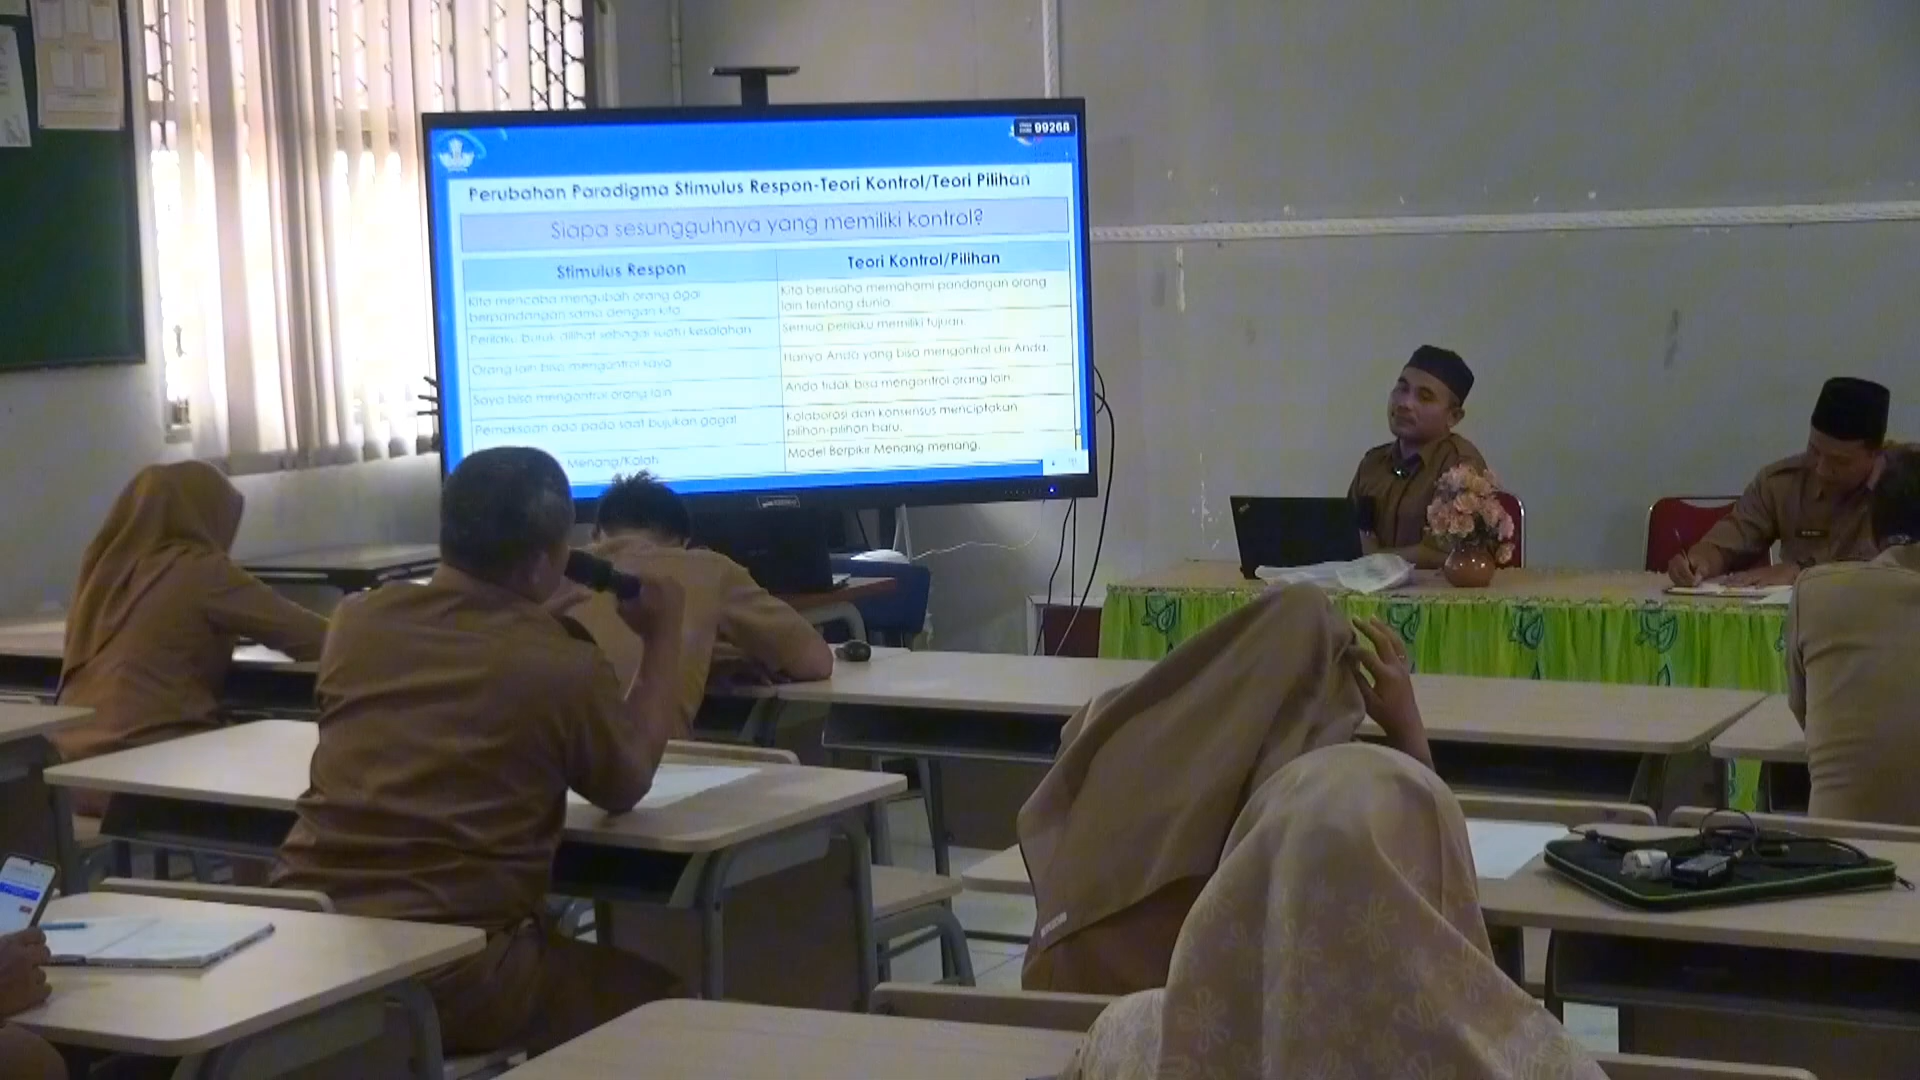 99268
Perubahan Paradigma Stimulus Respon-Teori Kontrol/Teori Pilihan
Siapa sesungguhnya yang memiliki kontrol?
Stimulus Respon
Teori Kontrol/Pilihan
Kita mencoba mengubah orang agar
berpandangan sama dengan kita
Kita berusaha memahami pandangan orang
lain tentang dunia.
Perilaku buruk dilihat sebagai suatu kesalahan
Semua perilaku memiliki tujuan
Orang lain bisa mengontrol saya
Hanya Anda yang bisa mengontrol diri Anda.
Saya bisa mengontrol orang lain
Anda tidak bisa mengontrol orang lain.
Pemaksaan ada pada saat bujukan gagal
Kolaborasi dan konsensus menciptakan
pilihan-pilihan baru.
Menang/Kalah
Model Berpikir Menang menang.